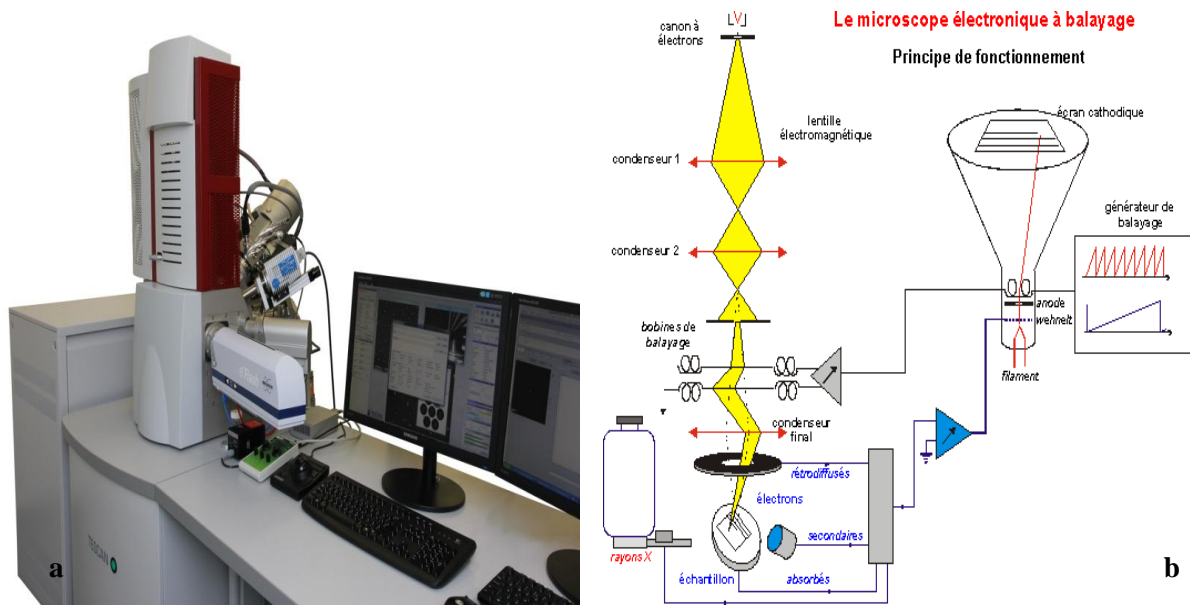 TESCAN
a
Le microscope électronique à balayage
Principe de fonctionnement
canon à
électrons
lentille
électromagnétique
condenseur 1
condenseur 2
bobines de
balayage
condenseur
final
rétrodiffusés
électrons
secondaires
rayons X
échantillon
absorbés
écran cathodique
générateur de
balayage
anode
wehnelt
filament
b